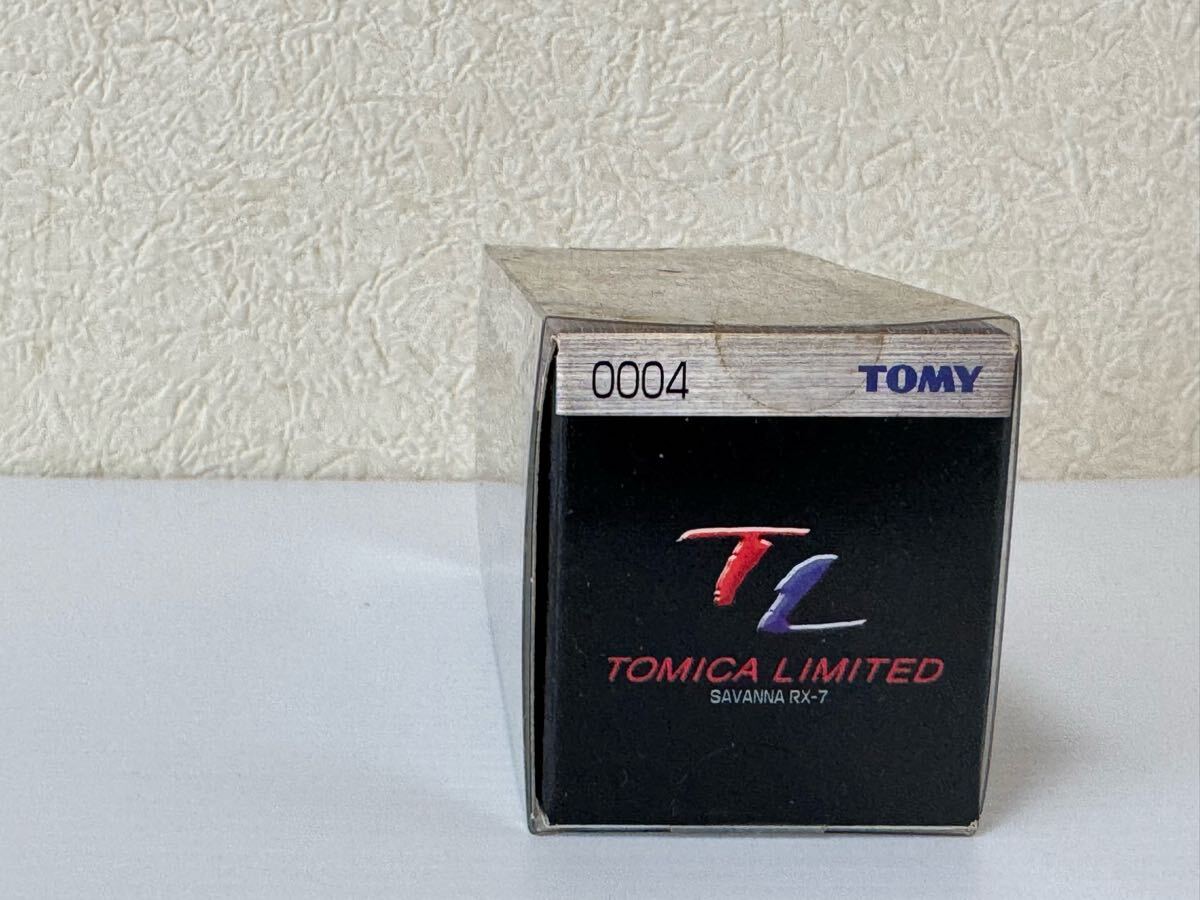 0004 TOMY
TL
TOMICA LIMITED
SAVANNA RX-7